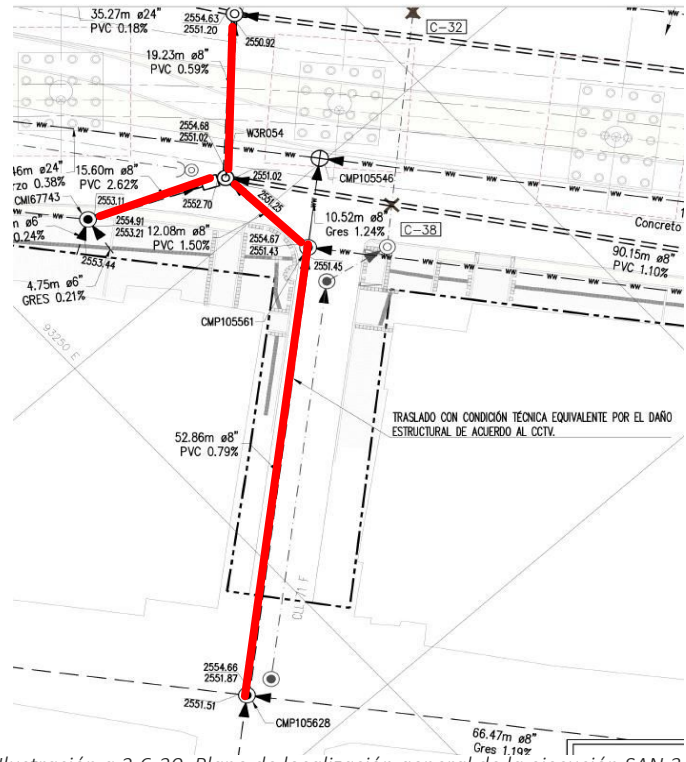 35.27m ø24"
PVC 0.18%
2554.63
2551.20
2550.92
C-32
19.23m ø8"
PVC 0.59%
2554.68
2551.02
W3R054
ww
15.60m ø8"
PVC 2.62%
46m ø24"
rzo 0.38%
CMI67743
2553.11
2552.70
2551.02
2551.25
CMP105546
m ø6"
0.24%
2554.91
2553.21
12.08m ø8"
PVC 1.50%
2553.44
10.52m ø8
Gres 1.24%
C-38
Concreto
2554.67
2551.43
2551.45
90.15m ø8"
PVC 1.10%
4.75m ø6"
GRES 0.21%
CMP105561
93250 E
TRASLADO CON CONDICIÓN TÉCNICA EQUIVALENTE POR EL DAÑO
ESTRUCTURAL DE ACUERDO AL CCTV.
52.86m ø8"
PVC 0.79%
2554.66
2551.87
2551.51
CMP105628
66.47m ø8"
Gres 1.19%